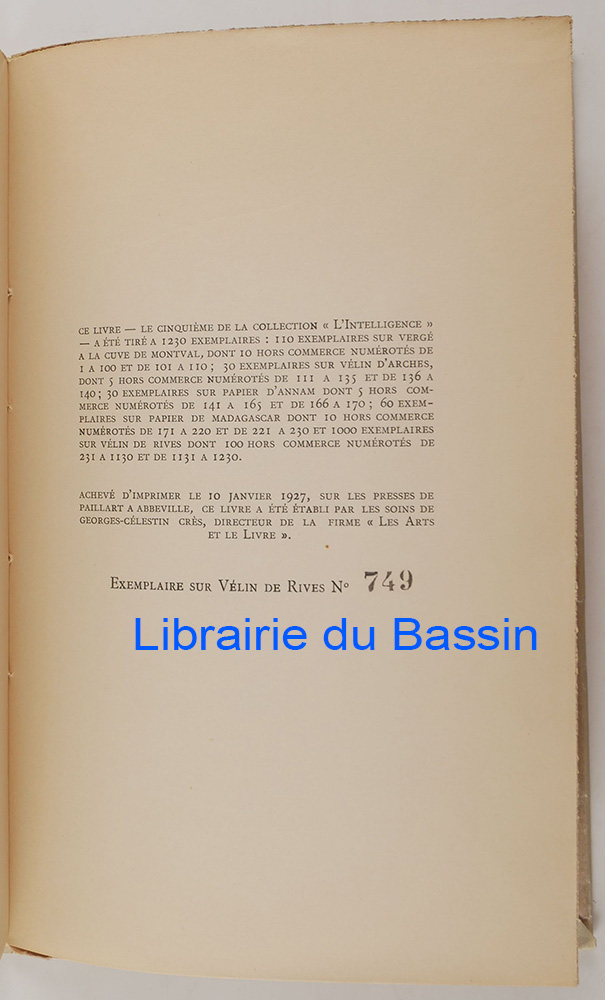 CE LIVRE — LE CINQUIÈME DE LA COLLECTION « L'INTELLIGENCE »
— A ÉTÉ TIRÉ A 1230 EXEMPLAIRES : 110 EXEMPLAIRES SUR VERGÉ
A LA CUVE DE MONTVAL, DONT 10 HORS COMMERCE NUMÉROTÉS DE
1 A 100 ET DE 101 A 110 ; 30 EXEMPLAIRES SUR VÉLIN D'ARCHES,
DONT 5 HORS COMMERCE NUMÉROTÉS DE 111 A 135 ET DE 136 A
140; 30 EXEMPLAIRES SUR PAPIER D'ANNAM DONT 5 HORS COM-
MERCE NUMÉROTÉS DE 141 A 165 ET DE 166 A 170 ; 60 EXEM-
PLAIRES SUR PAPIER DE MADAGASCAR DONT 10 HORS COMMERCE
NUMÉROTÉS DE 171 A 220 ET DE 221 A 230 ET 1000 EXEMPLAIRES
SUR VÉLIN DE RIVES DONT 100 HORS COMMERCE NUMÉROTÉS DE
231 A 1130 ET DE 1131 A 1230.
ACHEVÉ D'IMPRIMER LE 10 JANVIER 1927, SUR LES PRESSES DE
PAILLART A ABBEVILLE, CE LIVRE A ÉTÉ ÉTABLI PAR LES SOINS DE
GEORGES-CÉLESTIN CRÈS, DIRECTEUR DE LA FIRME « LES ARTS
ET LE LIVRE ».
EXEMPLAIRE SUR VÉLIN DE RIVES Nº 749
Librairie du Bassin